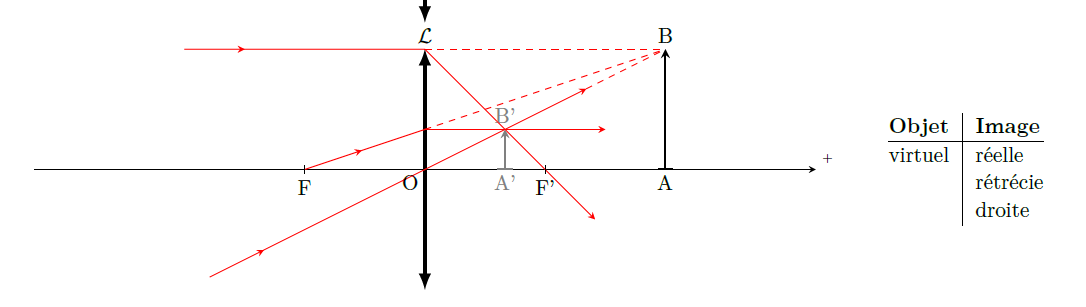 ℒ
B
B'
+
F
O
A'
F'
A
Objet Image
virtuel réelle
rétrécie
droite